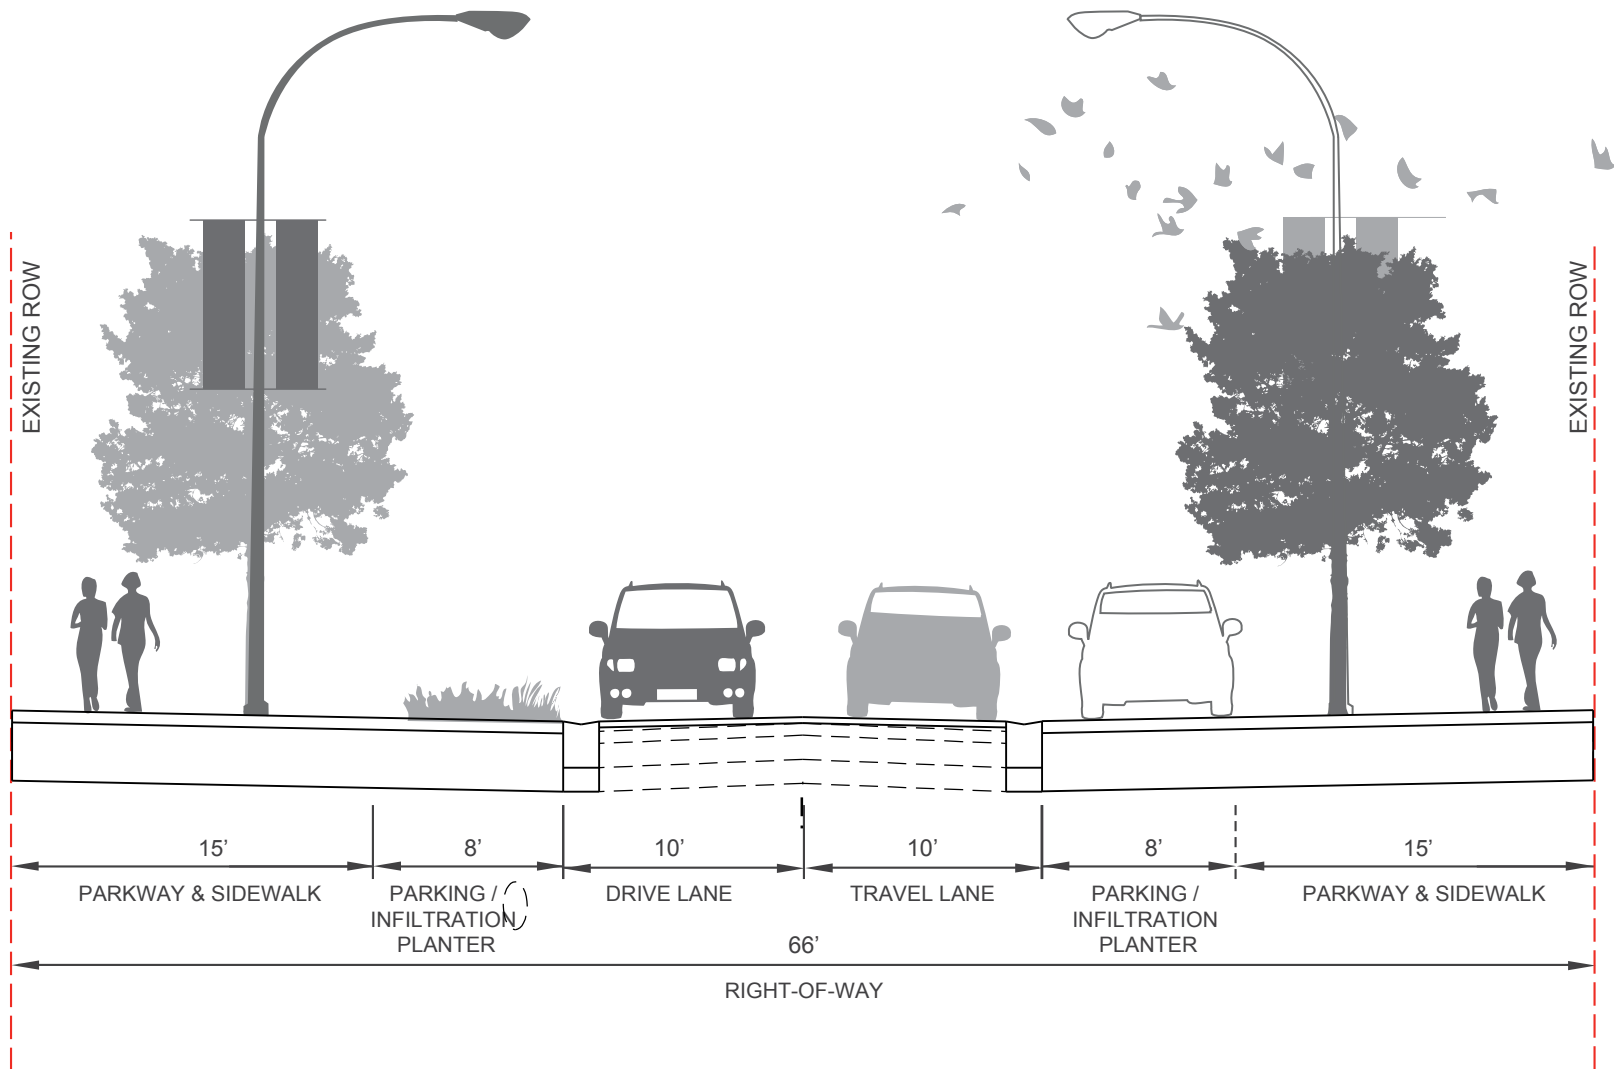 EXISTING ROW
EXISTING ROW
15’ 8’ 10’ 10’ 8’ 15’
PARKWAY & SIDEWALK PARKING / DRIVE LANE TRAVEL LANE PARKING / PARKWAY & SIDEWALK
INFILTRATION INFILTRATION
PLANTER PLANTER
66’
RIGHT-OF-WAY